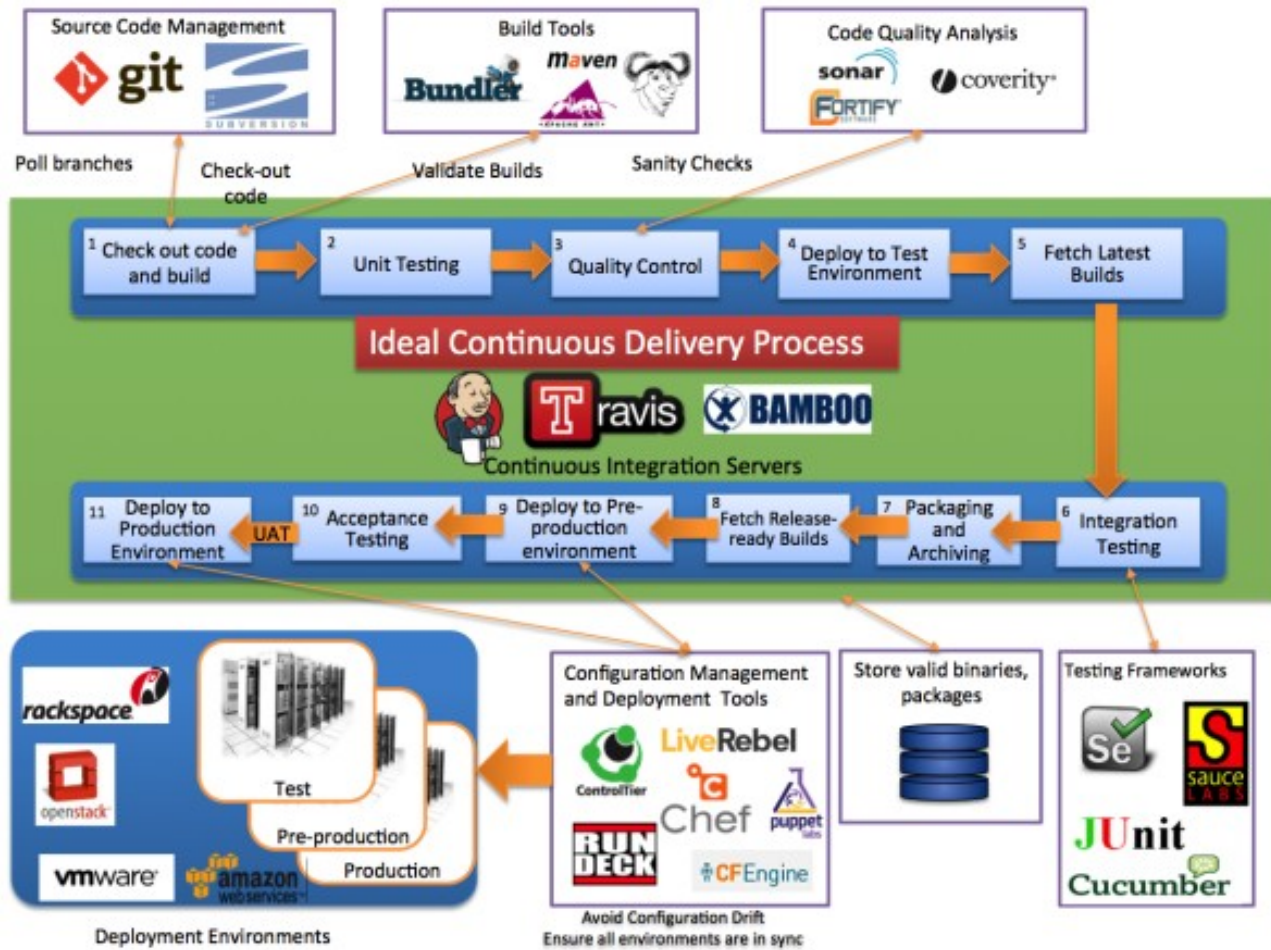 Source Code Management
git
SUBVERSION
Build Tools
Bundler
maven
APACHE ANT
Code Quality Analysis
sonar
FORTIFY
SOFTWARE
coverity
Poll branches
Check-out
code
Validate Builds
Sanity Checks
1 Check out code
and build
2
Unit Testing
3
Quality Control
4 Deploy to Test
Environment
5 Fetch Latest
Builds
Ideal Continuous Delivery Process
Travis
BAMBOO
Continuous Integration Servers
11 Deploy to
Production
Environment
UAT
10 Acceptance
Testing
9 Deploy to Pre-
production
environment
8
Fetch Release-
ready Builds
7 Packaging
and
Archiving
6 Integration
Testing
rackspace
openstack
vmware
amazon
webservices
Test
Pre-production
Production
Deployment Environments
Configuration Management
and Deployment Tools
ControlTier
LiveRebel
Chef
puppet
labs
RUN
DECK
CFEngine
Avoid Configuration Drift
Ensure all environments are in sync
Store valid binaries,
packages
Testing Frameworks
Se
S
sauce
LABS
JUnit
Cucumber